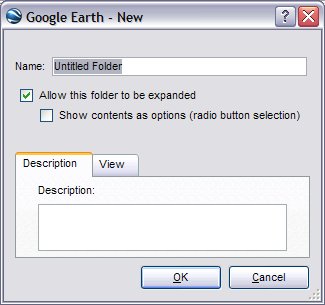 Google Earth - New
Name: Untitled Folder
Allow this folder to be expanded
Show contents as options (radio button selection)
Description View
Description:
OK Cancel